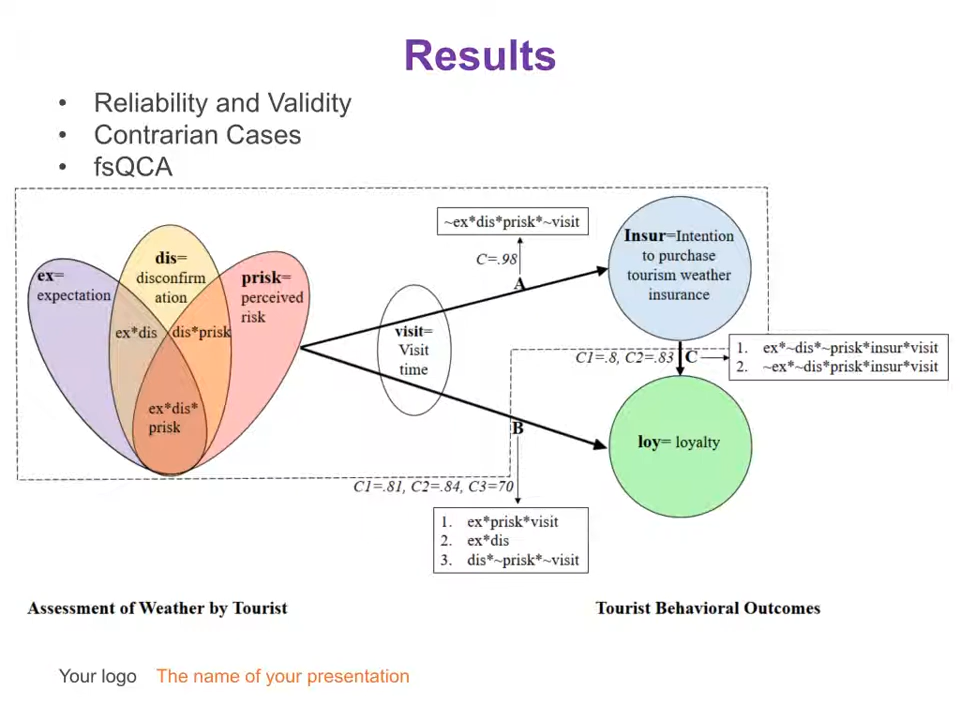 Results
• Reliability and Validity
• Contrarian Cases
• fsQCA
~ex*dis*prisk*~visit
C=.98
A
Insur=Intention
to purchase
tourism weather
insurance
dis=
disconfirm
ation
ex=
expectation
prisk=
perceived
risk
ex*dis
dis*prisk
ex*dis*
prisk
visit=
Visit
time
C1=.8, C2=.83
C
1. ex*~dis*~prisk*insur*visit
2. ~ex*~dis*prisk*insur*visit
B
loy= loyalty
C1=.81, C2=.84, C3=70
1. ex*prisk*visit
2. ex*dis
3. dis*~prisk*~visit
Assessment of Weather by Tourist
Tourist Behavioral Outcomes
Your logo The name of your presentation